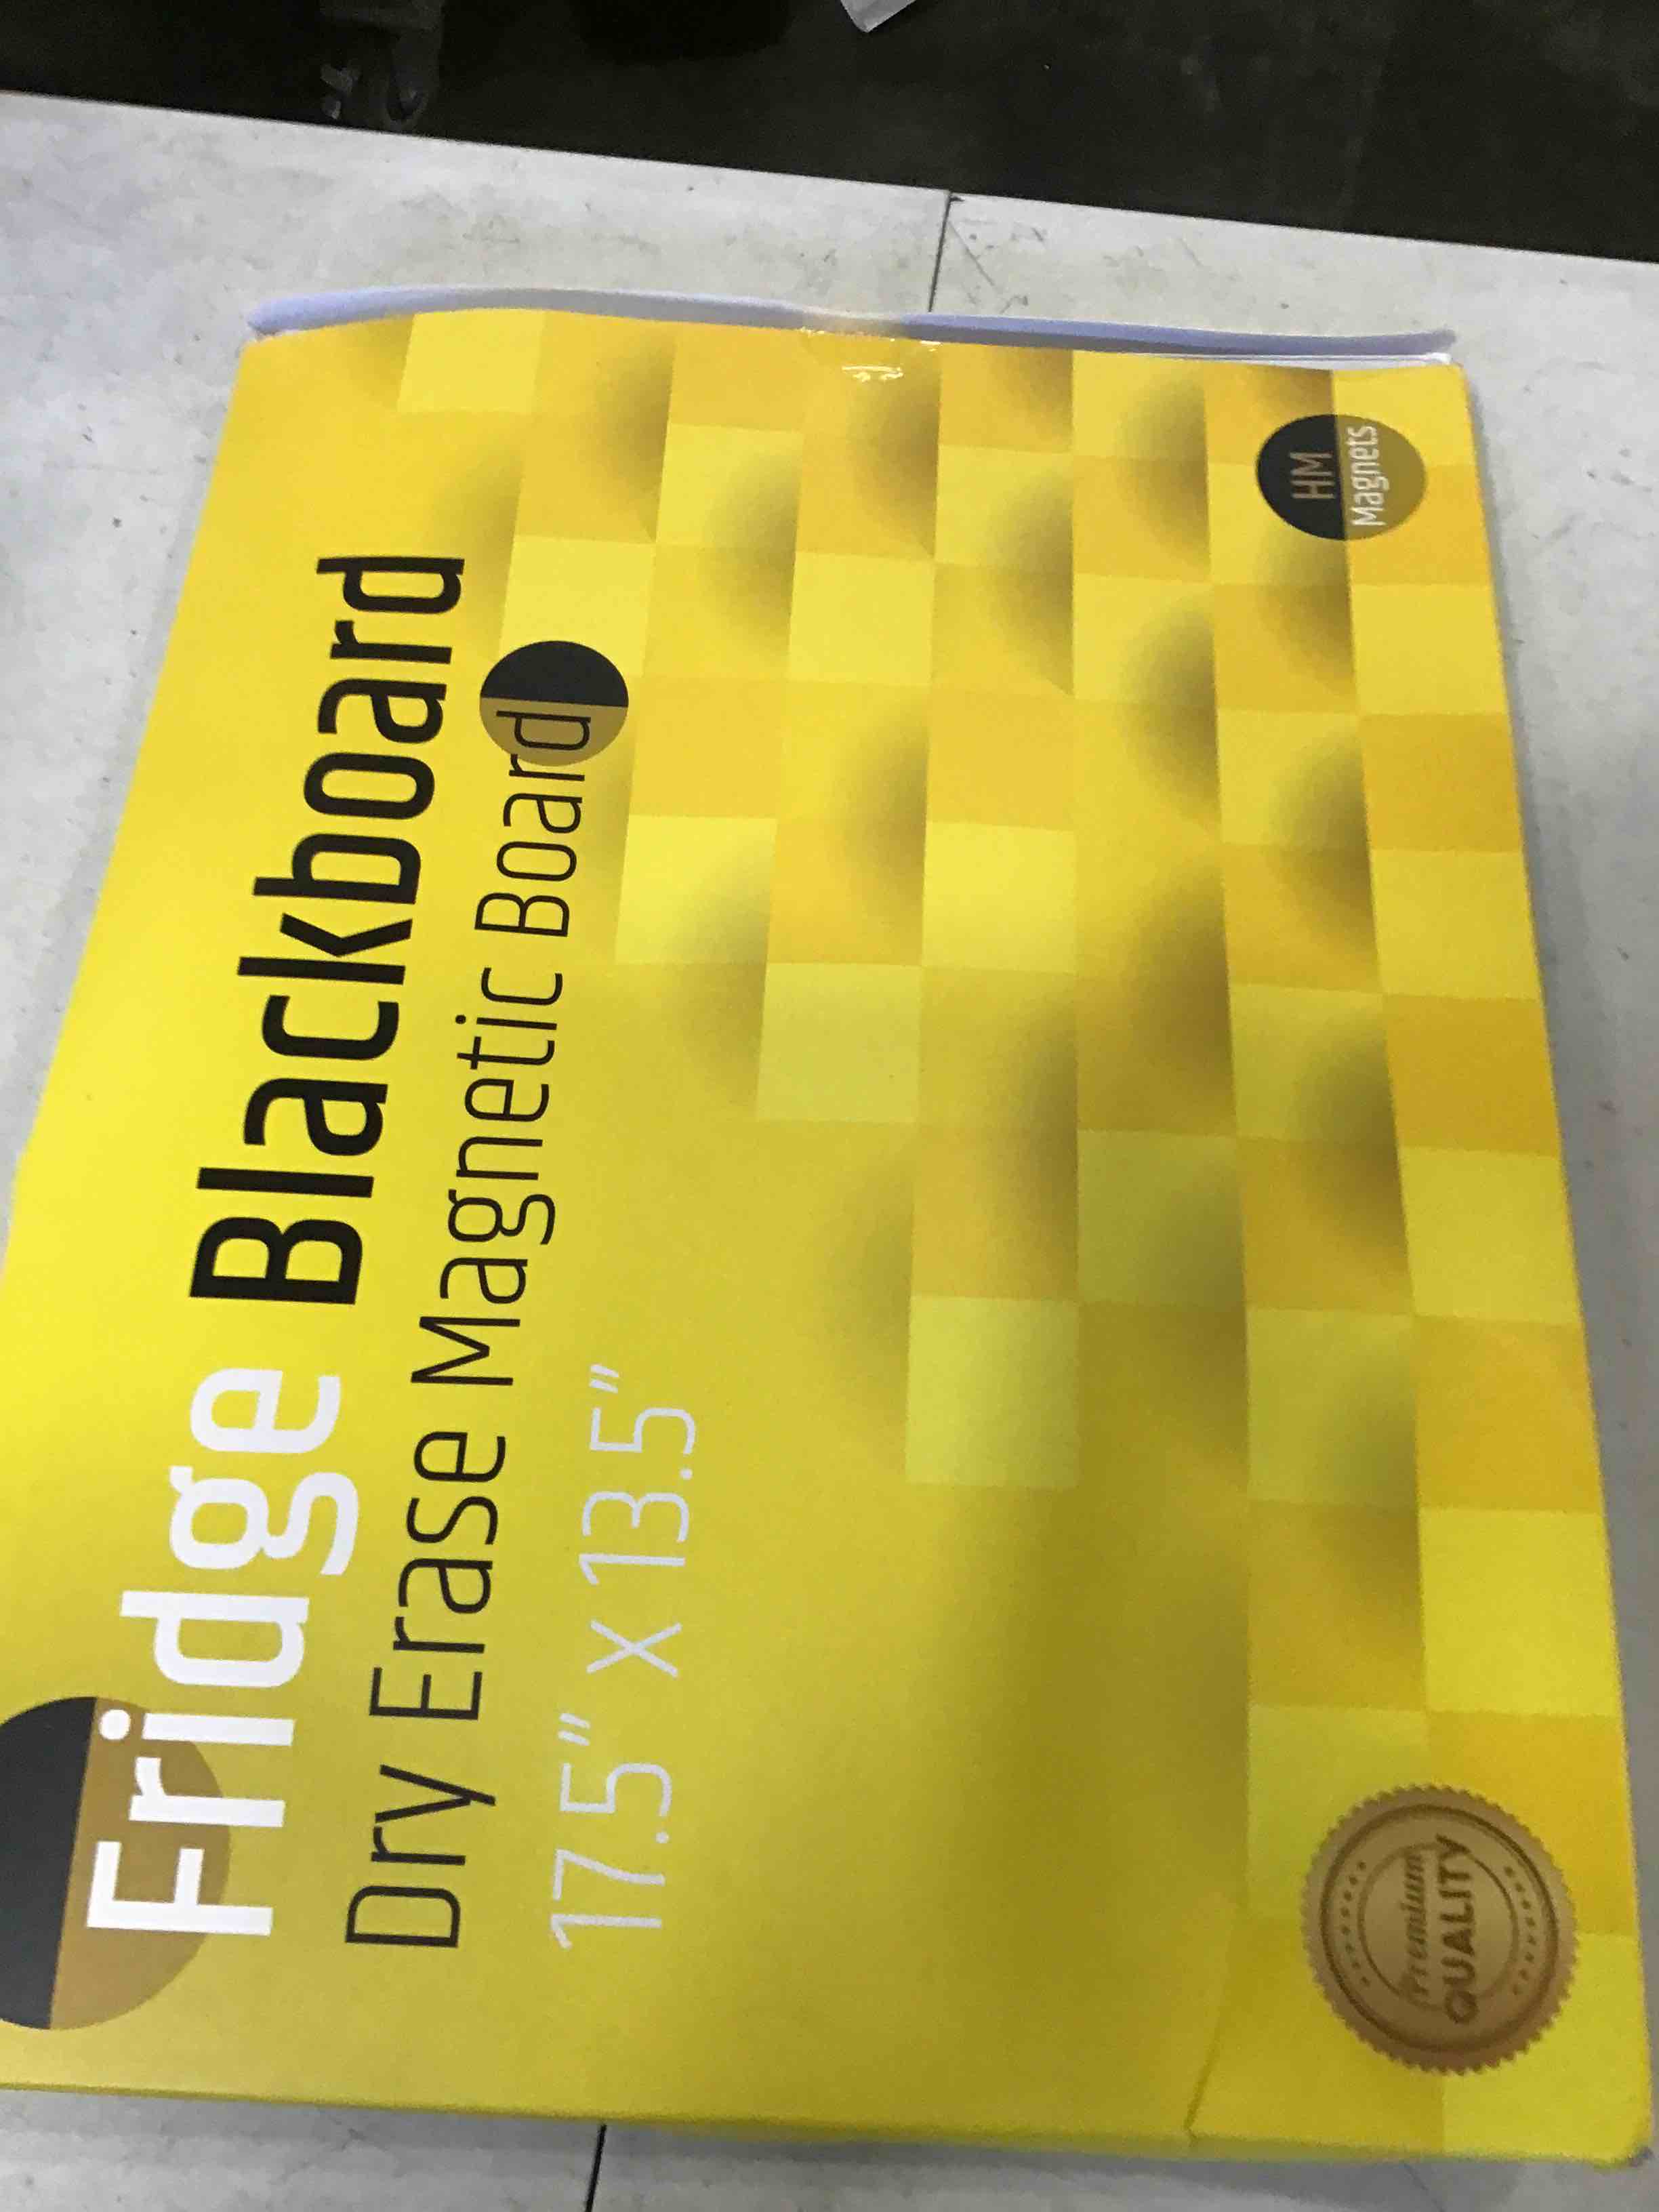 Fridge Blackboard
Dry Erase Magnetic Board
17.5" x 13.5"
Premium
QUALITY
HM
Magnets